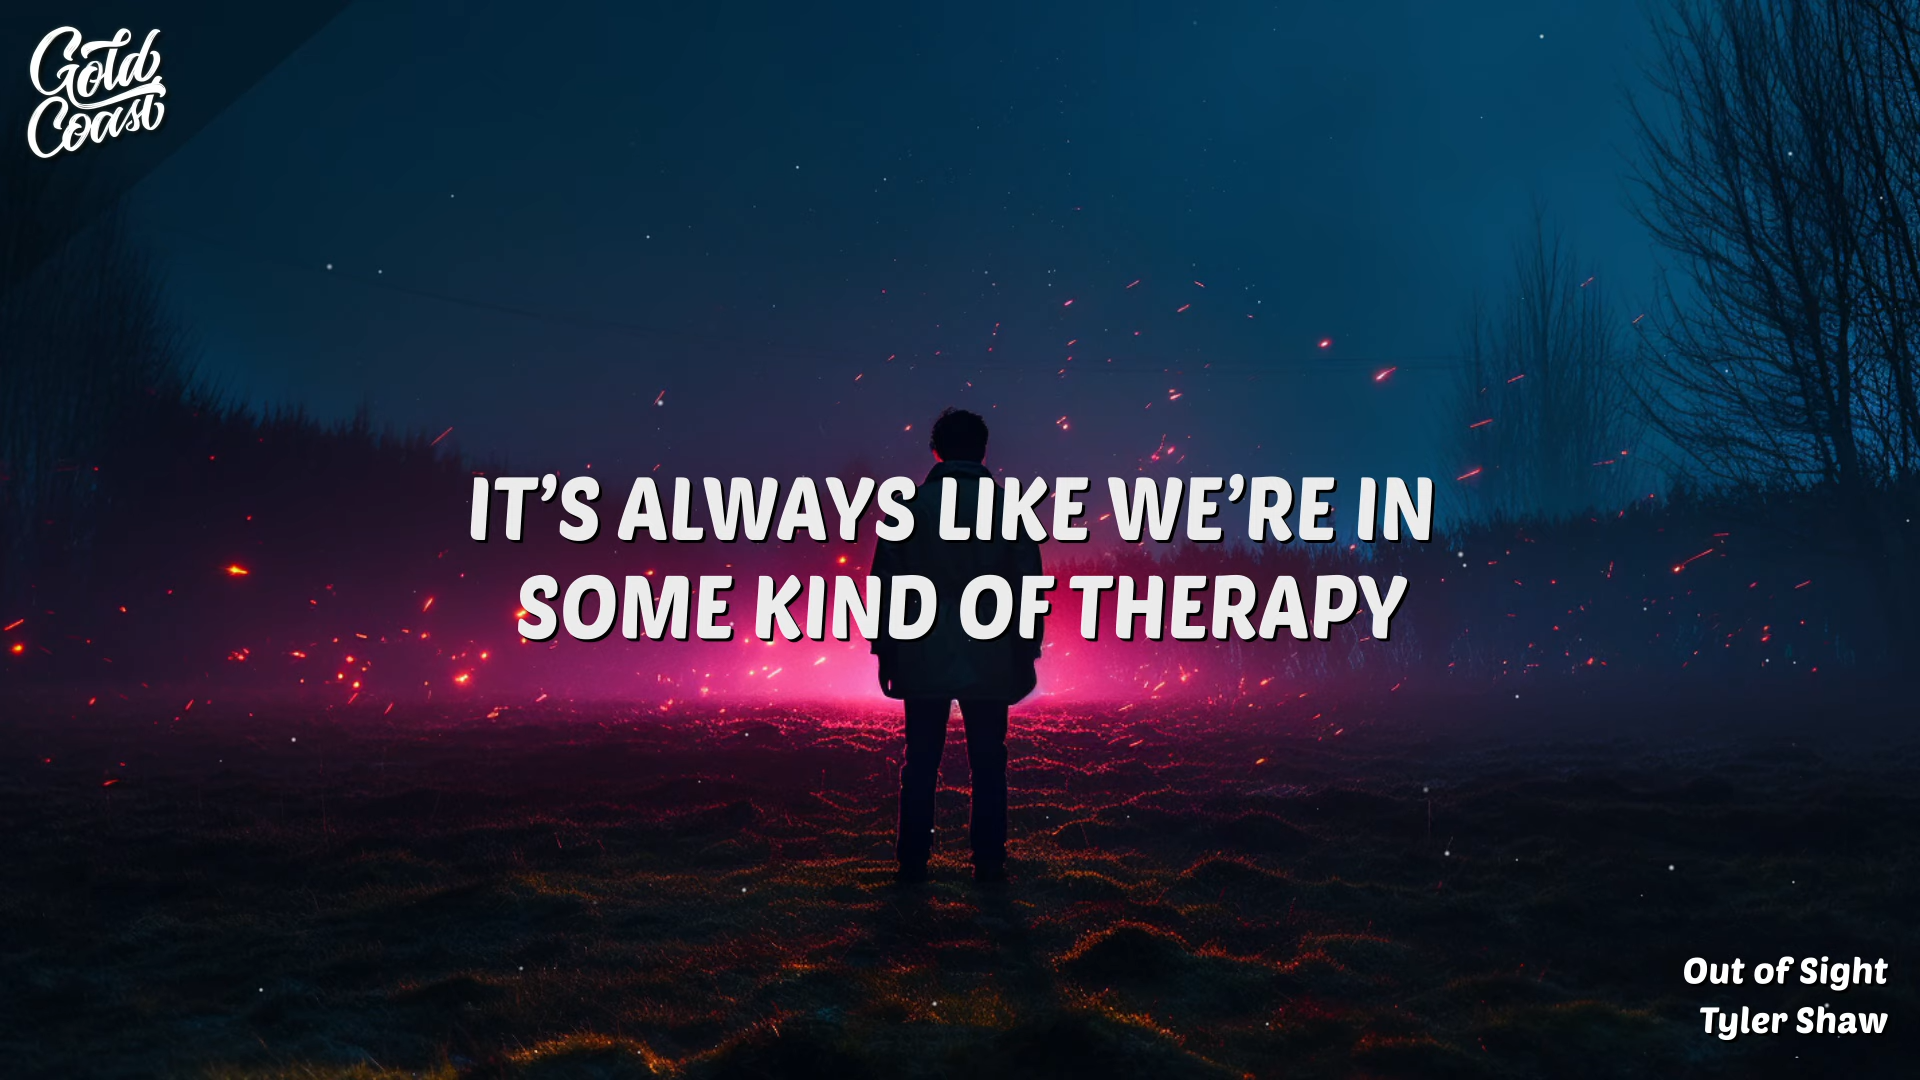 Gold
Coast
IT’S ALWAYS LIKE WE’RE IN
SOME KIND OF THERAPY
Out of Sight
Tyler Shaw